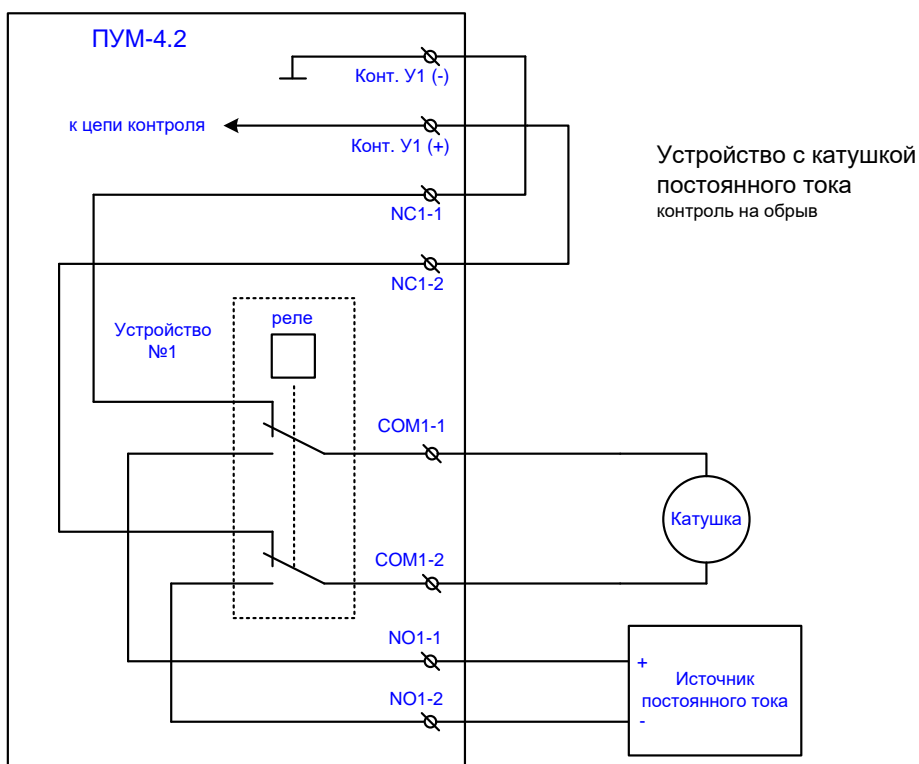 ПУМ-4.2
Конт. У1 (-)
к цепи контроля
Конт. У1 (+)
Устройство с катушкой
постоянного тока
контроль на обрыв
NC1-1
NC1-2
реле
Устройство
№1
COM1-1
Катушка
COM1-2
NO1-1
+
Источник
постоянного тока
NO1-2
-